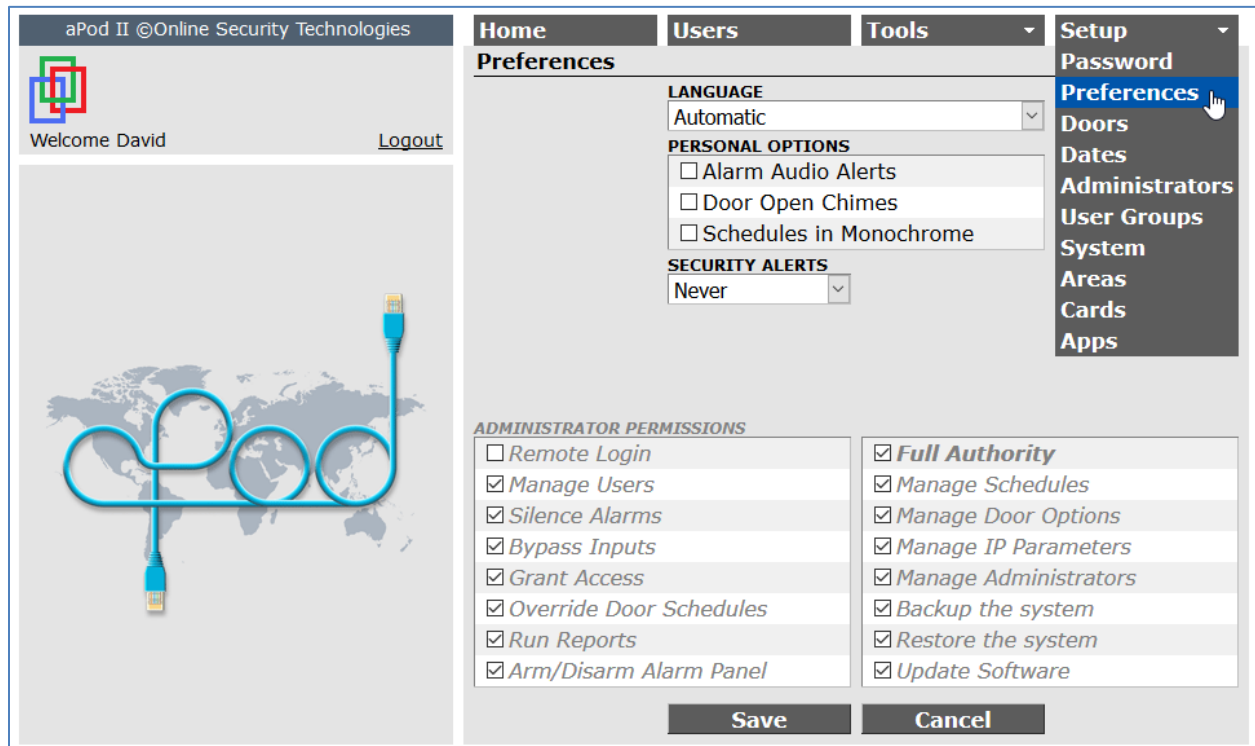 aPod II ©Online Security Technologies
Welcome David Logout
Home Users Tools Setup
Password
Preferences
Doors
Dates
Administrators
User Groups
System
Areas
Cards
Apps
Preferences
LANGUAGE
Automatic
PERSONAL OPTIONS
Alarm Audio Alerts
Door Open Chimes
Schedules in Monochrome
SECURITY ALERTS
Never
ADMINISTRATOR PERMISSIONS
Remote Login
Manage Users
Silence Alarms
Bypass Inputs
Grant Access
Override Door Schedules
Run Reports
Arm/Disarm Alarm Panel
Full Authority
Manage Schedules
Manage Door Options
Manage IP Parameters
Manage Administrators
Backup the system
Restore the system
Update Software
Save Cancel